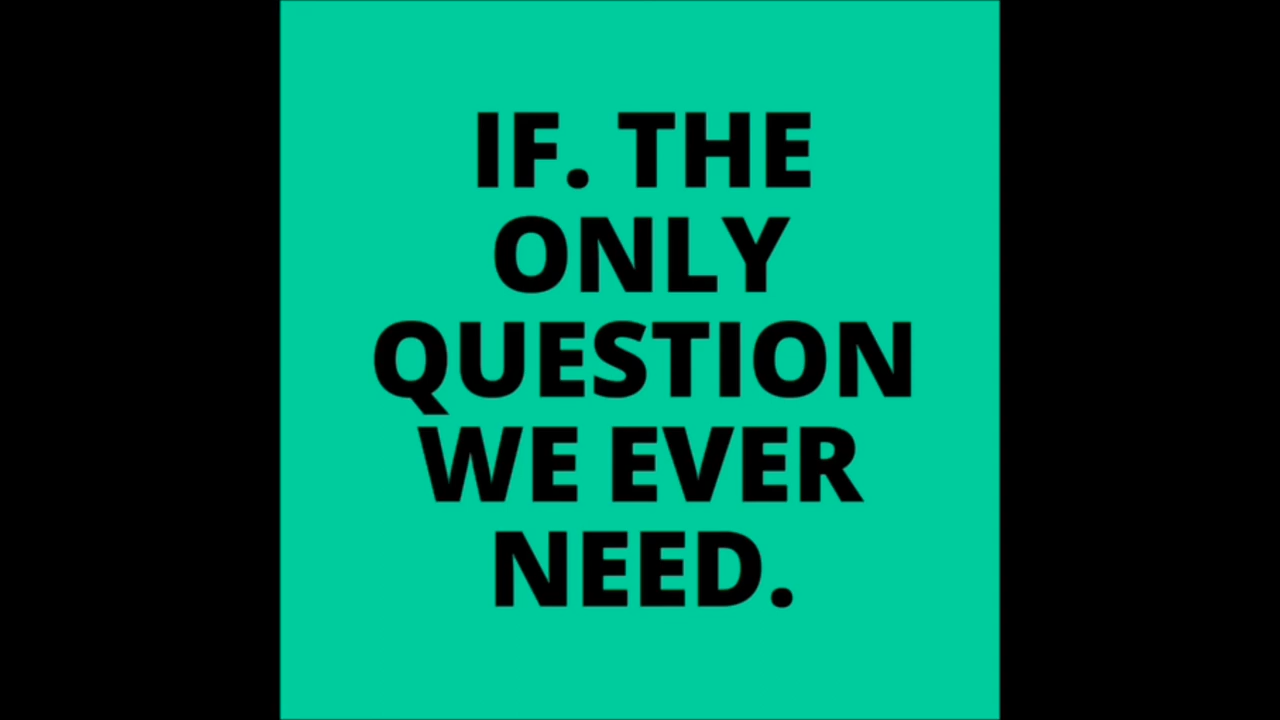 IF. THE
ONLY
QUESTION
WE EVER
NEED.